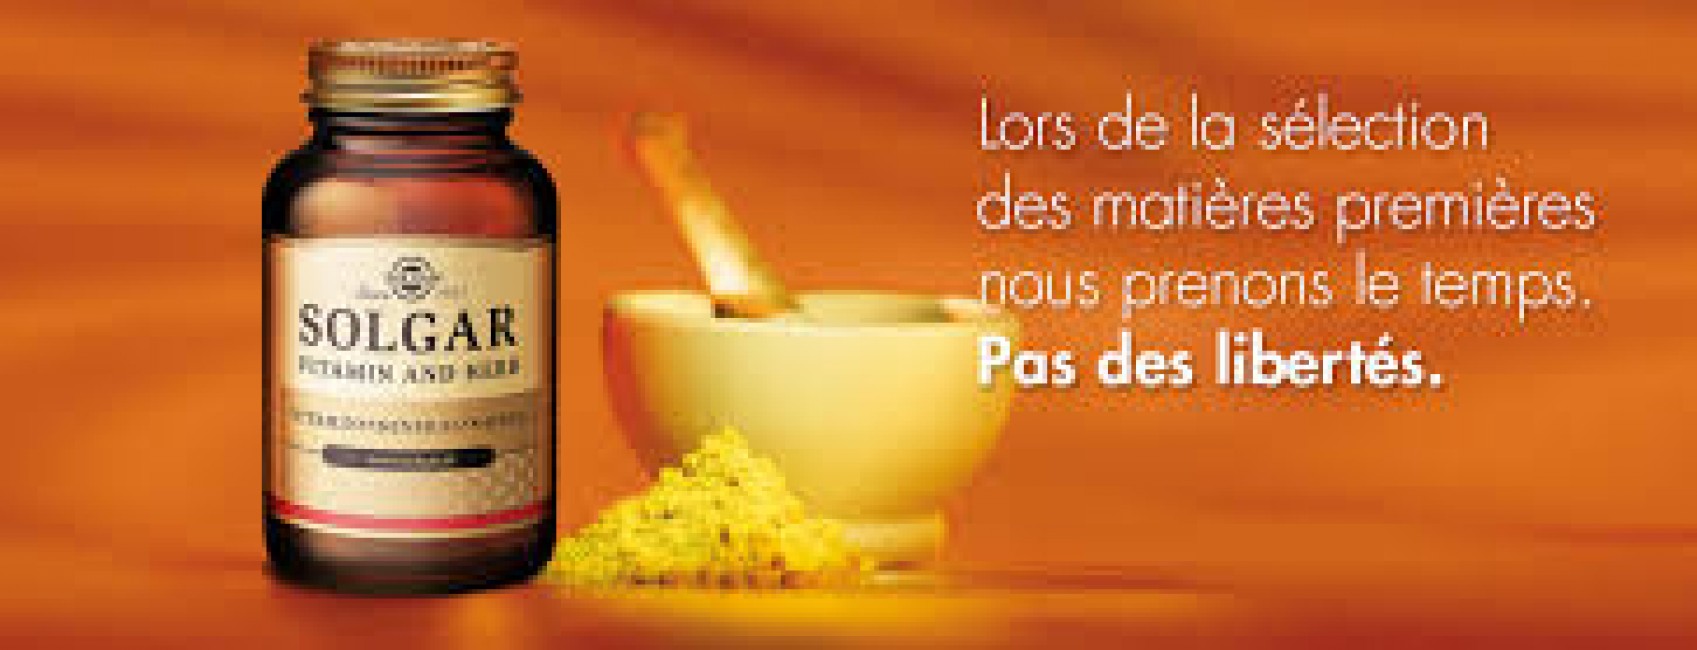 SOLGAR
VITAMIN AND HERB
Lors de la sélection
des matières premières
nous prenons le temps.
Pas des libertés.